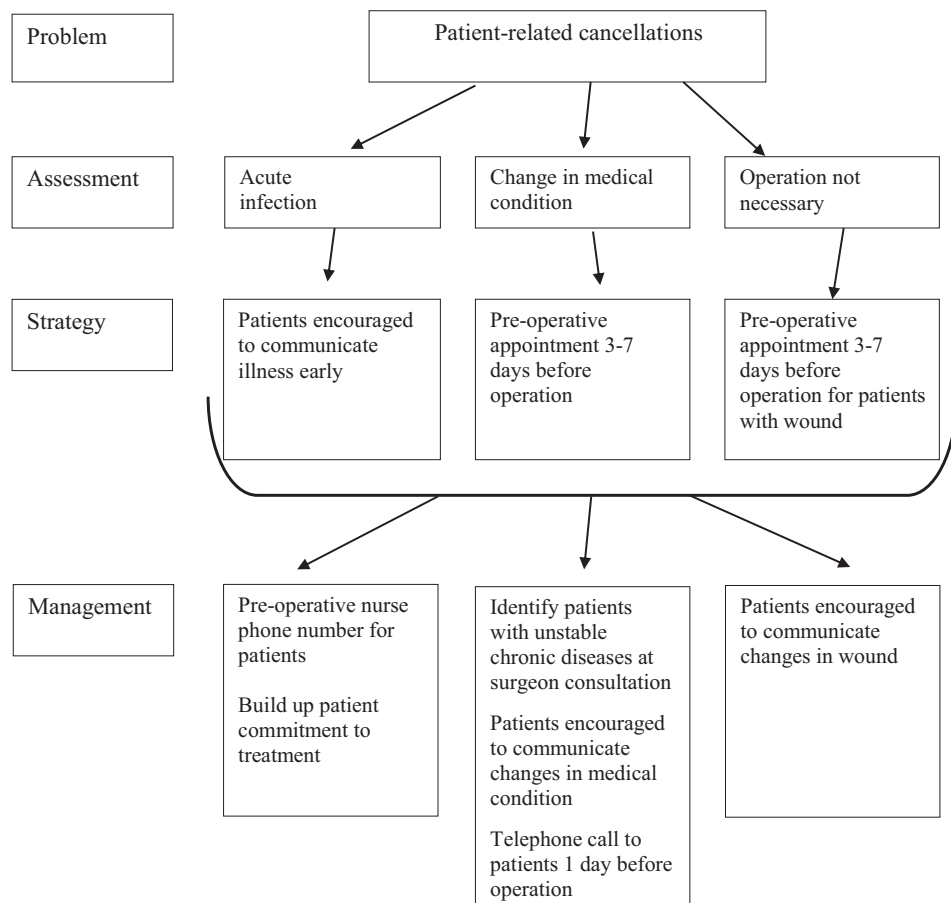 Problem
Patient-related cancellations
Assessment
Acute
infection
Change in medical
condition
Operation not
necessary
Strategy
Patients encouraged
to communicate
illness early
Pre-operative
appointment 3-7
days before
operation
Pre-operative
appointment 3-7
days before
operation for patients
with wound
Management
Pre-operative nurse
phone number for
patients
Build up patient
commitment to
treatment
Identify patients
with unstable
chronic diseases at
surgeon consultation
Patients encouraged
to communicate
changes in medical
condition
Telephone call to
patients 1 day before
operation
Patients encouraged
to communicate
changes in wound